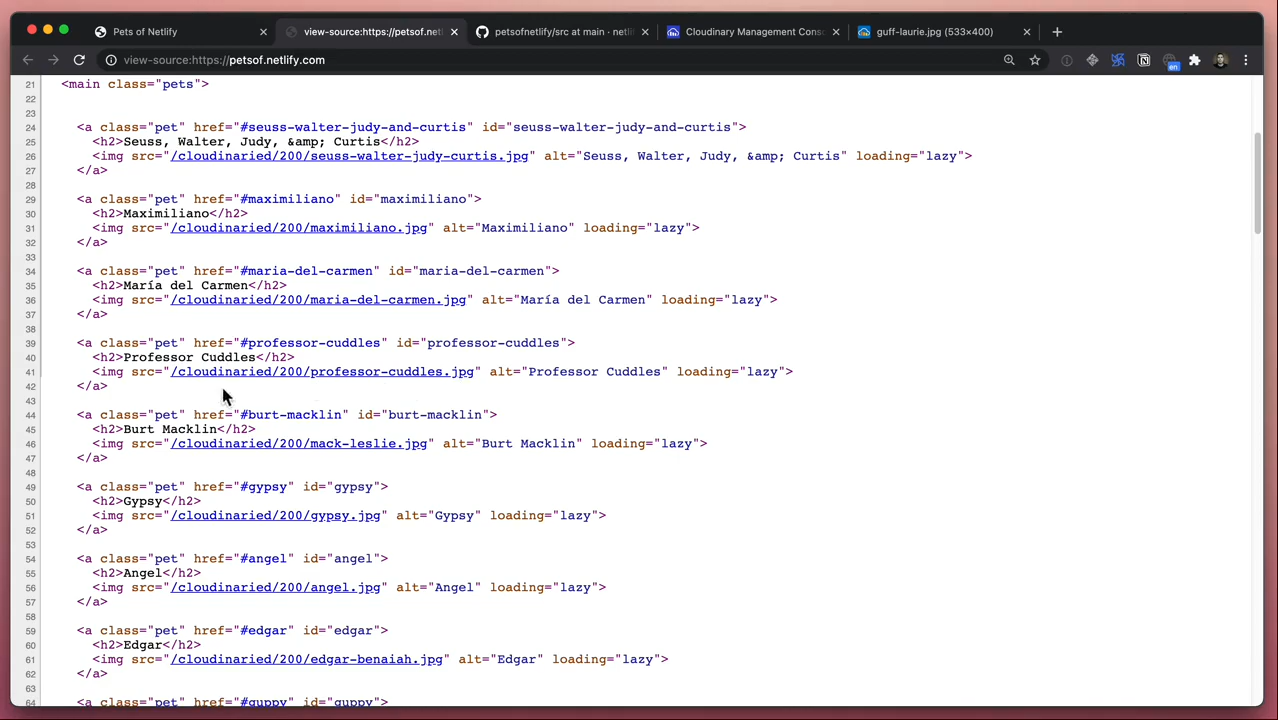 Pets of Netlify
view-source:https://petsof.net
petsofnetlify/src at main · netli
Cloudinary Management Cons
guff-laurie.jpg (533×400)
view-source:https://petsof.netlify.com
en
21 <main class="pets">
22
23
24 <a class="pet" href="#seuss-walter-judy-and-curtis" id="seuss-walter-judy-and-curtis">
25 <h2>Seuss, Walter, Judy, &amp; Curtis</h2>
26 <img src="/cloudinaried/200/seuss-walter-judy-curtis.jpg" alt="Seuss, Walter, Judy, &amp; Curtis" loading="lazy">
27 </a>
28
29 <a class="pet" href="#maximiliano" id="maximiliano">
30 <h2>Maximiliano</h2>
31 <img src="/cloudinaried/200/maximiliano.jpg" alt="Maximiliano" loading="lazy">
32 </a>
33
34 <a class="pet" href="#maria-del-carmen" id="maria-del-carmen">
35 <h2>María del Carmen</h2>
36 <img src="/cloudinaried/200/maria-del-carmen.jpg" alt="María del Carmen" loading="lazy">
37 </a>
38
39 <a class="pet" href="#professor-cuddles" id="professor-cuddles">
40 <h2>Professor Cuddles</h2>
41 <img src="/cloudinaried/200/professor-cuddles.jpg" alt="Professor Cuddles" loading="lazy">
42 </a>
43
44 <a class="pet" href="#burt-macklin" id="burt-macklin">
45 <h2>Burt Macklin</h2>
46 <img src="/cloudinaried/200/mack-leslie.jpg" alt="Burt Macklin" loading="lazy">
47 </a>
48
49 <a class="pet" href="#gypsy" id="gypsy">
50 <h2>Gypsy</h2>
51 <img src="/cloudinaried/200/gypsy.jpg" alt="Gypsy" loading="lazy">
52 </a>
53
54 <a class="pet" href="#angel" id="angel">
55 <h2>Angel</h2>
56 <img src="/cloudinaried/200/angel.jpg" alt="Angel" loading="lazy">
57 </a>
58
59 <a class="pet" href="#edgar" id="edgar">
60 <h2>Edgar</h2>
61 <img src="/cloudinaried/200/edgar-benaiah.jpg" alt="Edgar" loading="lazy">
62 </a>
63
64 <a class="pet" href="#guppy" id="guppy">